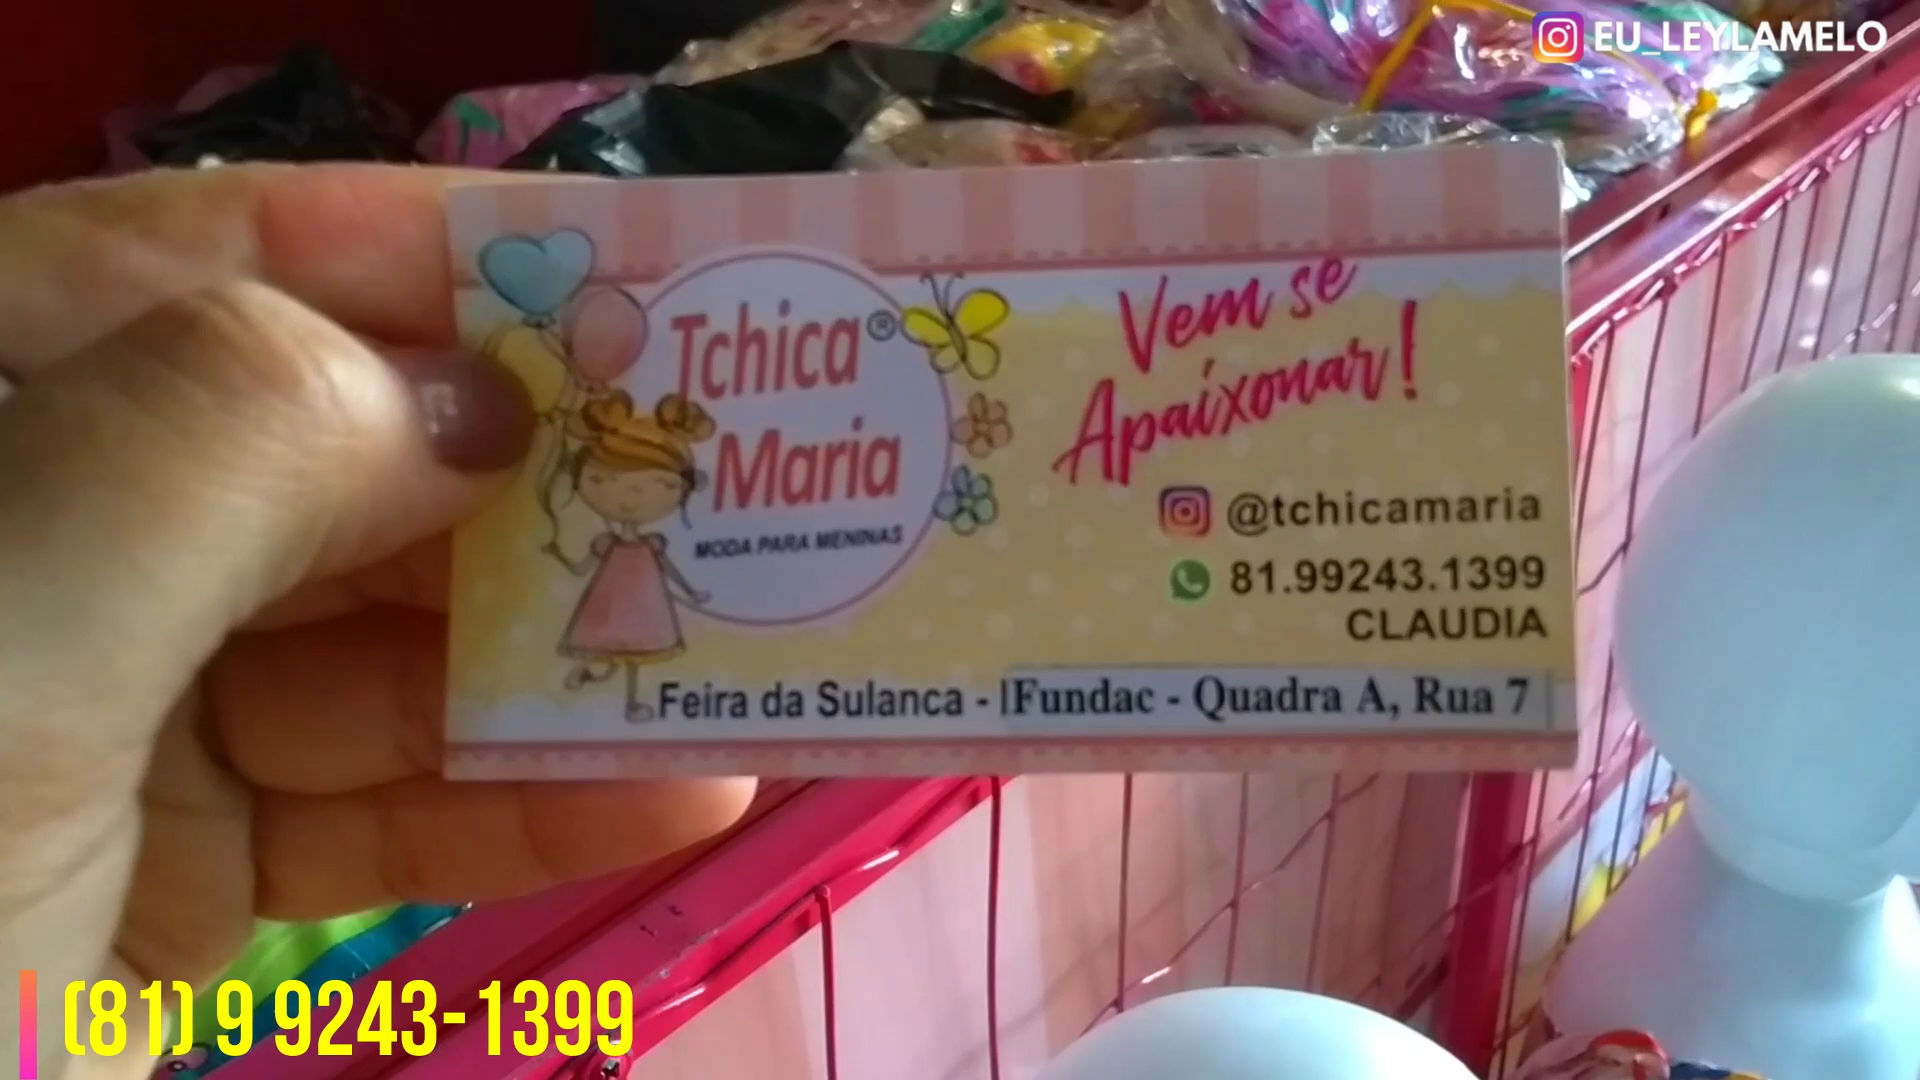 EU_LEYLAMELO
Tchica®
Maria
MODA PARA MENINAS
Vem se
Apaixonar!
@tchicamaria
81.99243.1399
CLAUDIA
Feira da Sulanca - Fundac - Quadra A, Rua 7
(81) 9 9243-1399